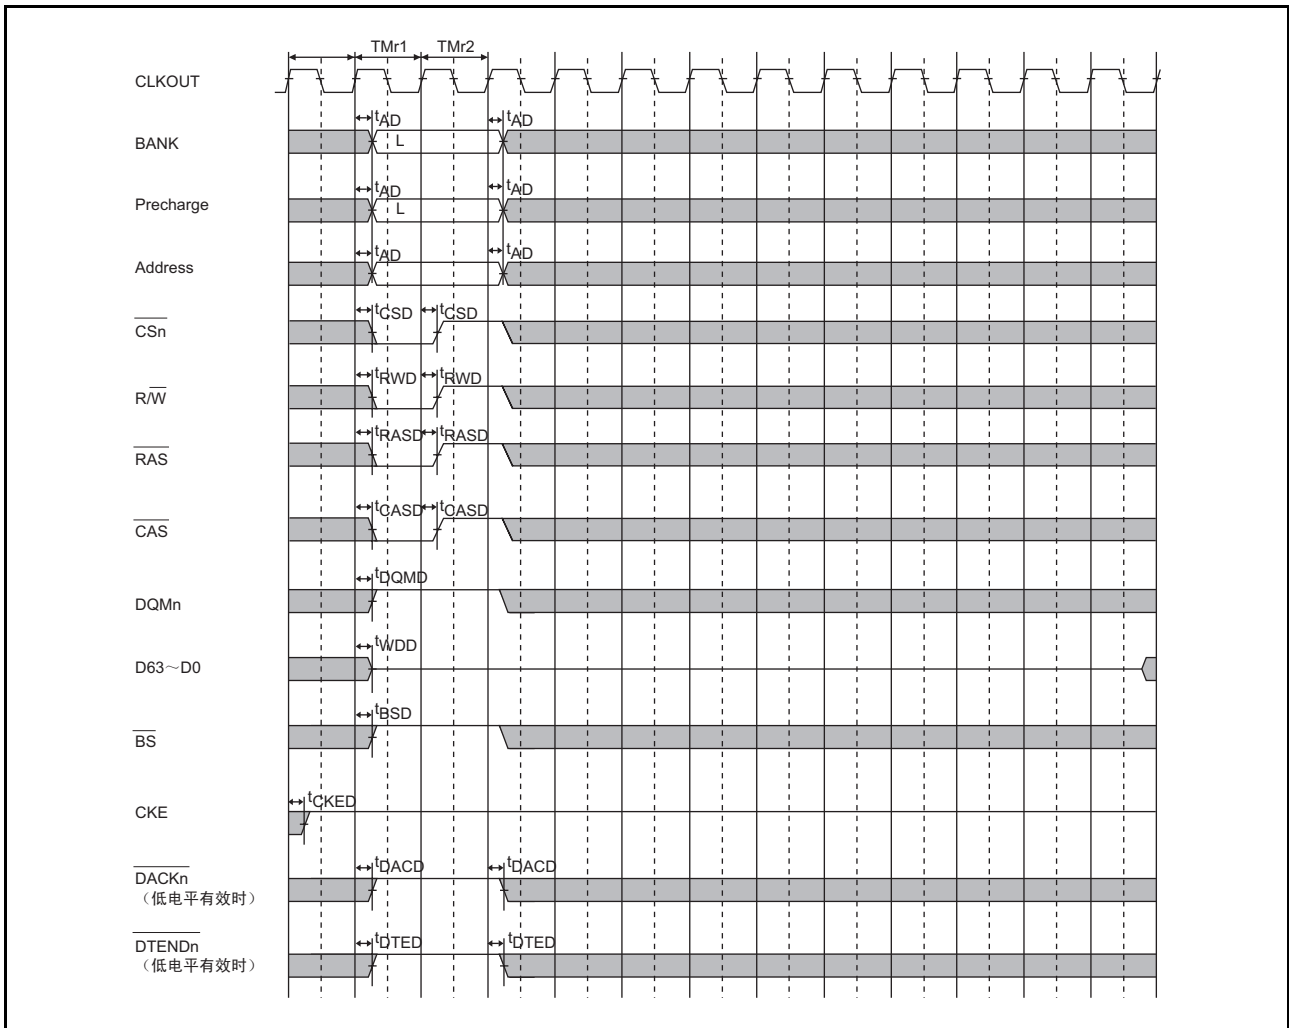 TMr1 TMr2
CLKOUT
tAD tAD
BANK L
tAD tAD
Precharge L
tAD tAD
Address
tCSD tCSD
CSn
tRWD tRWD
R/W
tRASD tRASD
RAS
tCASD tCASD
CAS
tDQMD
DQMn
tWDD
D63～D0
tBSD
BS
tCKED
CKE
tDACD tDACD
DACKn
（低电平有效时）
tDTED tDTED
DTENDn
（低电平有效时）